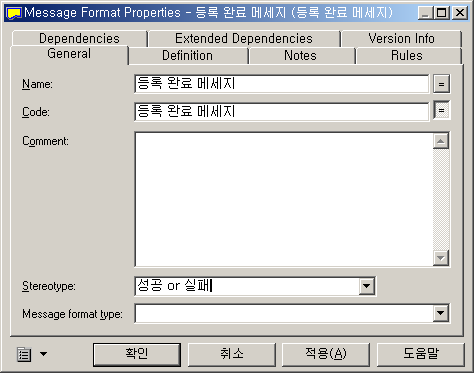 Message Format Properties - 등록 완료 메세지 (등록 완료 메세지)
Dependencies Extended Dependencies Version Info
General Definition Notes Rules
Name: 등록 완료 메세지 =
Code: 등록 완료 메세지 =
Comment:
Stereotype: 성공 or 실패
Message format type:
확인 취소 적용(A) 도움말